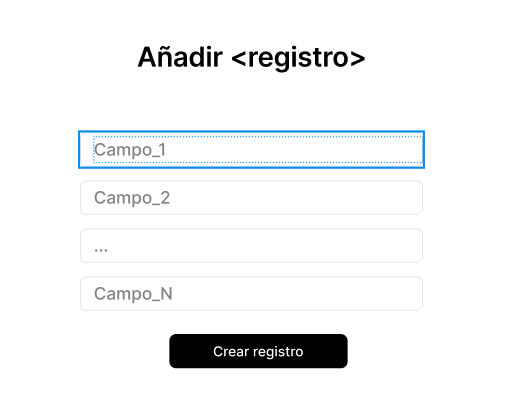 Añadir <registro>
Campo_1
Campo_2
...
Campo_N
Crear registro